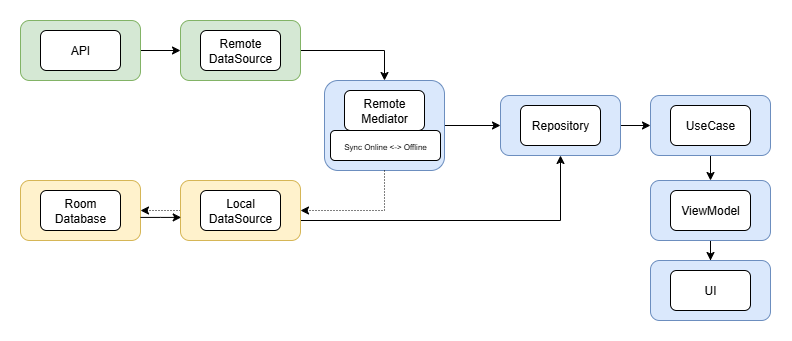 API
Remote
DataSource
Remote
Mediator
Sync Online <-> Offline
Repository
UseCase
Room
Database
Local
DataSource
ViewModel
UI